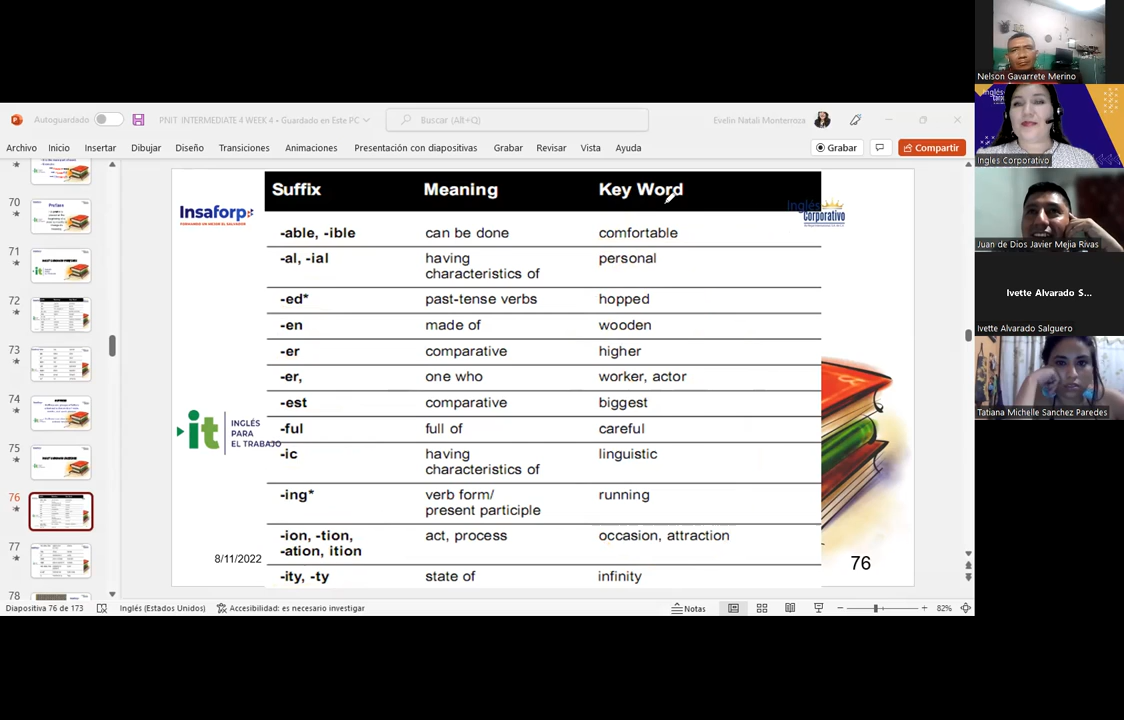 Autoguardado
PNIT INTERMEDIATE 4 WEEK 4 • Guardado en Este PC
Buscar (Alt+Q)
Evelin Natali Monterroza
Archivo Inicio Insertar Dibujar Diseño Transiciones Animaciones Presentación con diapositivas Grabar Revisar Vista Ayuda
Grabar
Compartir
70
71
72
73
74
75
76
77
78
Insaforp
Inglés
Corporativo
Suffix Meaning Key Word
-able, -ible can be done comfortable
-al, -ial having characteristics of personal
-ed* past-tense verbs hopped
-en made of wooden
-er comparative higher
-er, one who worker, actor
-est comparative biggest
-ful full of careful
-ic having characteristics of linguistic
-ing* verb form/ present participle running
-ion, -tion, -ation, ition act, process occasion, attraction
-ity, -ty state of infinity
it
INGLÉS
PARA
EL TRABAJO
8/11/2022
76
Diapositiva 76 de 173
Inglés (Estados Unidos)
Accesibilidad: es necesario investigar
Notas
82%
Nelson Gavarrete Merino
Ingles Corporativo
Juan de Dios Javier Mejia Rivas
Ivette Alvarado S...
Ivette Alvarado Salguero
Tatiana Michelle Sanchez Paredes